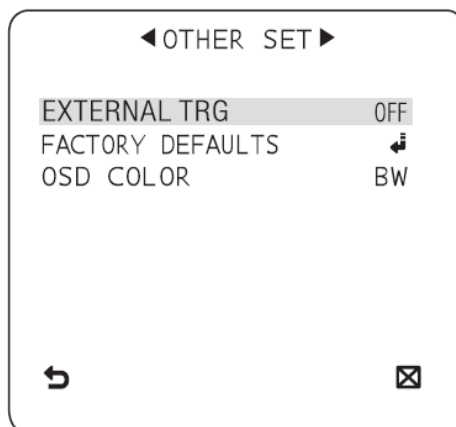 ◄OTHER SET►
EXTERNAL TRG OFF
FACTORY DEFAULTS
OSD COLOR BW